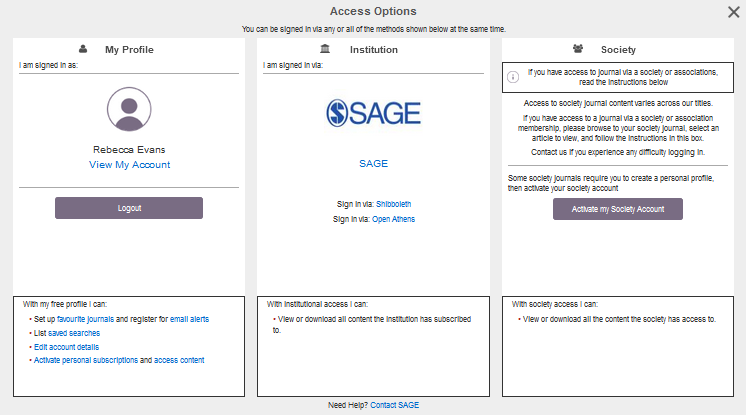 Access Options
You can be signed in via any or all of the methods shown below at the same time.
My Profile
I am signed in as:
Rebecca Evans
View My Account
Logout
With my free profile I can:
• Set up favourite journals and register for email alerts
• List saved searches
• Edit account details
• Activate personal subscriptions and access content
Institution
I am signed in via:
SAGE
SAGE
Sign in via: Shibboleth
Sign in via: Open Athens
With institutional access I can:
• View or download all content the institution has subscribed
to.
Society
If you have access to journal via a society or associations,
read the instructions below
Access to society journal content varies across our titles.
If you have access to a journal via a society or association
membership, please browse to your society journal, select an
article to view, and follow the instructions in this box.
Contact us if you experience any difficulty logging in.
Some society journals require you to create a personal profile,
then activate your society account
Activate my Society Account
With society access I can:
• View or download all the content the society has access to.
Need Help? Contact SAGE